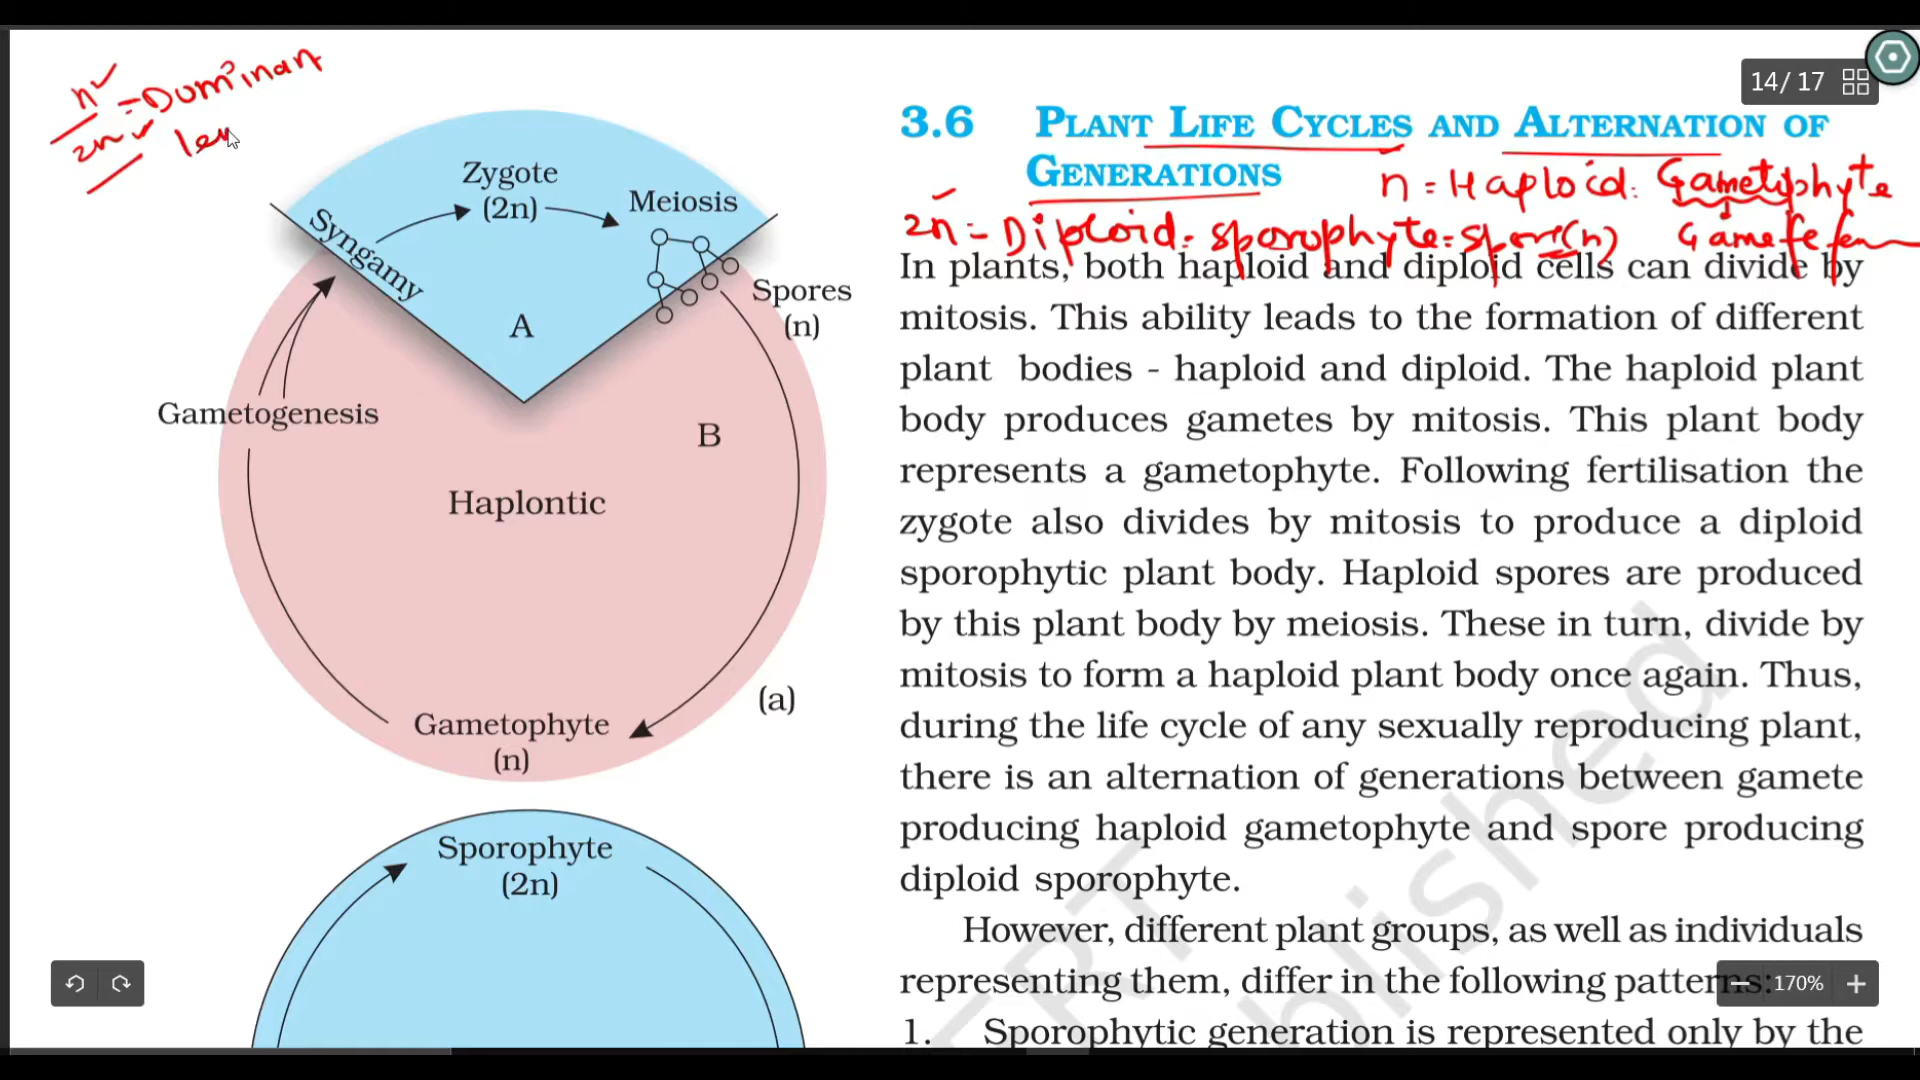 n = Dominan
2n
14/ 17
3.6 PLANT LIFE CYCLES AND ALTERNATION OF
GENERATIONS
n = Haploid : Gametophyte
2n = Diploid = sporophyte = spore(n)
Zygote
(2n)
Meiosis
Syngamy
Spores
(n)
A
Gametogenesis
B
Haplontic
(a)
Gametophyte
(n)
Sporophyte
(2n)
In plants, both haploid and diploid cells can divide by
mitosis. This ability leads to the formation of different
plant bodies - haploid and diploid. The haploid plant
body produces gametes by mitosis. This plant body
represents a gametophyte. Following fertilisation the
zygote also divides by mitosis to produce a diploid
sporophytic plant body. Haploid spores are produced
by this plant body by meiosis. These in turn, divide by
mitosis to form a haploid plant body once again. Thus,
during the life cycle of any sexually reproducing plant,
there is an alternation of generations between gamete
producing haploid gametophyte and spore producing
diploid sporophyte.
However, different plant groups, as well as individuals
representing them, differ in the following patterns:
1. Sporophytic generation is represented only by the
170%